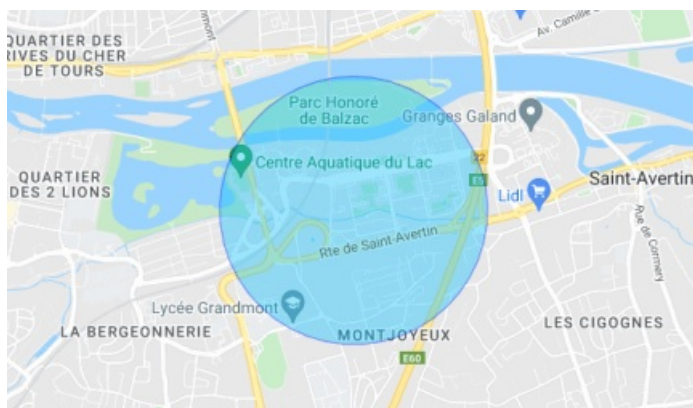 QUARTIER DES
RIVES DU CHER
DE TOURS
Av. Camille
Parc Honoré
de Balzac
Granges Galand
Centre Aquatique du Lac
22
E5
QUARTIER
DES 2 LIONS
Saint-Avertin
Lidl
Rte de Saint-Avertin
Rue de Cormery
Lycée Grandmont
LA BERGEONNERIE
MONTJOYEUX
LES CIGOGNES
E60